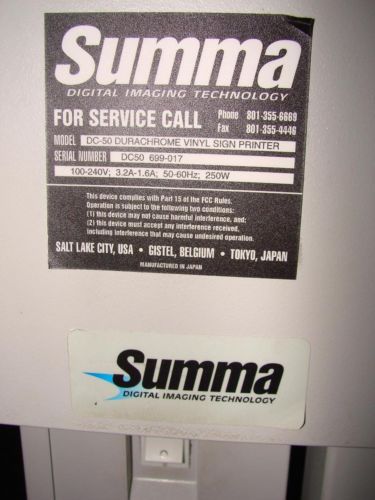 Summa
DIGITAL IMAGING TECHNOLOGY
FOR SERVICE CALL Phone 801-355-6669
Fax 801-355-4446
MODEL DC-50 DURACHROME VINYL SIGN PRINTER
SERIAL NUMBER DC50 699-017
100-240V; 3.2A-1.6A; 50-60Hz; 250W
This device complies with Part 15 of the FCC Rules.
Operation is subject to the following two conditions:
(1) this device may not cause harmful interference, and;
(2) this device must accept any interference received,
including interference that may cause undesired operation.
SALT LAKE CITY, USA • GISTEL, BELGIUM • TOKYO, JAPAN
MANUFACTURED IN JAPAN
Summa
DIGITAL IMAGING TECHNOLOGY